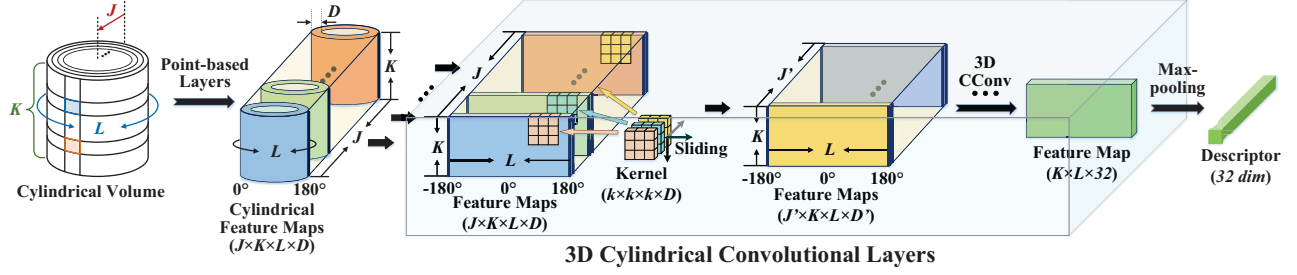 J
K
L
Cylindrical Volume
Point-based
Layers
D
K
J
L
0° 180°
Cylindrical
Feature Maps
(J×K×L×D)
J
K
L
-180° 0° 180°
Feature Maps
(J×K×L×D)
Sliding
Kernel
(k×k×k×D)
J'
K
L
-180° 0° 180°
Feature Maps
(J'×K×L×D')
3D
CConv
Feature Map
(K×L×32)
Max-
pooling
Descriptor
(32 dim)
3D Cylindrical Convolutional Layers